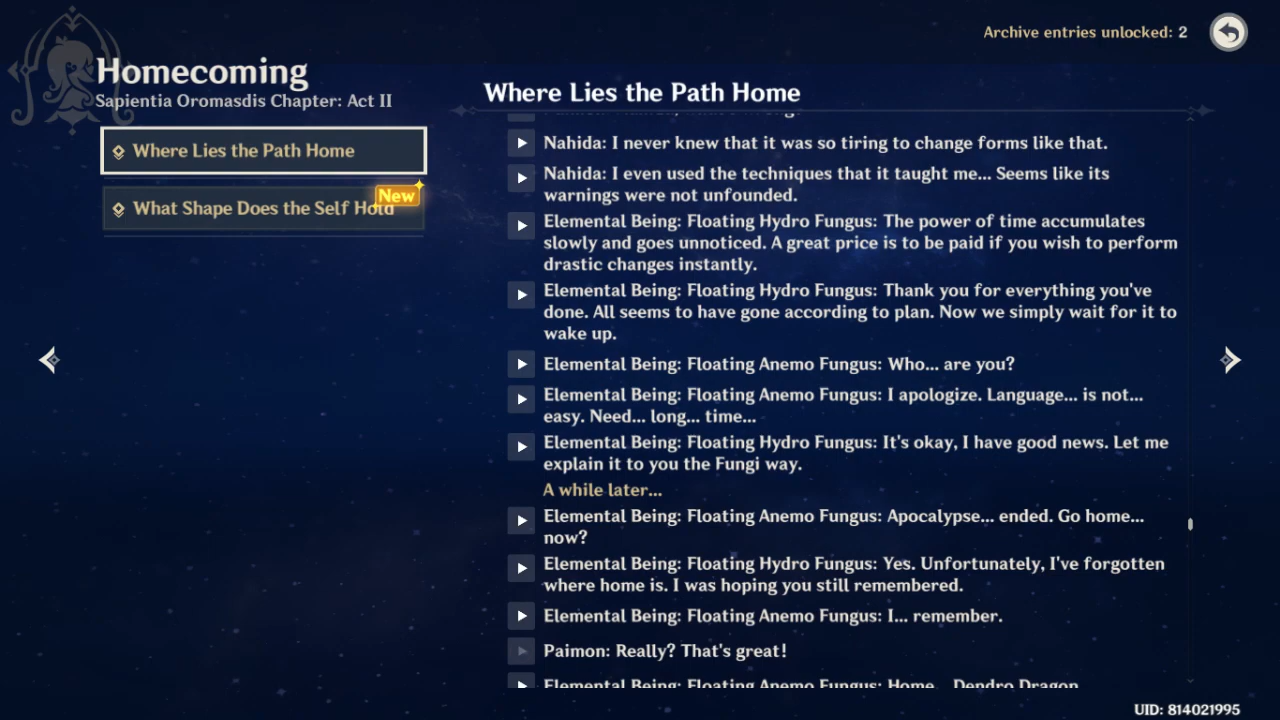 Archive entries unlocked: 2
Homecoming
Sapientia Oromasdis Chapter: Act II
Where Lies the Path Home
What Shape Does the Self Hold
New
Where Lies the Path Home
Nahida: I never knew that it was so tiring to change forms like that.
Nahida: I even used the techniques that it taught me... Seems like its
warnings were not unfounded.
Elemental Being: Floating Hydro Fungus: The power of time accumulates
slowly and goes unnoticed. A great price is to be paid if you wish to perform
drastic changes instantly.
Elemental Being: Floating Hydro Fungus: Thank you for everything you've
done. All seems to have gone according to plan. Now we simply wait for it to
wake up.
Elemental Being: Floating Anemo Fungus: Who... are you?
Elemental Being: Floating Anemo Fungus: I apologize. Language... is not...
easy. Need... long... time...
Elemental Being: Floating Hydro Fungus: It's okay, I have good news. Let me
explain it to you the Fungi way.
A while later...
Elemental Being: Floating Anemo Fungus: Apocalypse... ended. Go home...
now?
Elemental Being: Floating Hydro Fungus: Yes. Unfortunately, I've forgotten
where home is. I was hoping you still remembered.
Elemental Being: Floating Anemo Fungus: I... remember.
Paimon: Really? That's great!
Elemental Being: Floating Anemo Fungus: Home... Dendro Dragon
UID: 814021995